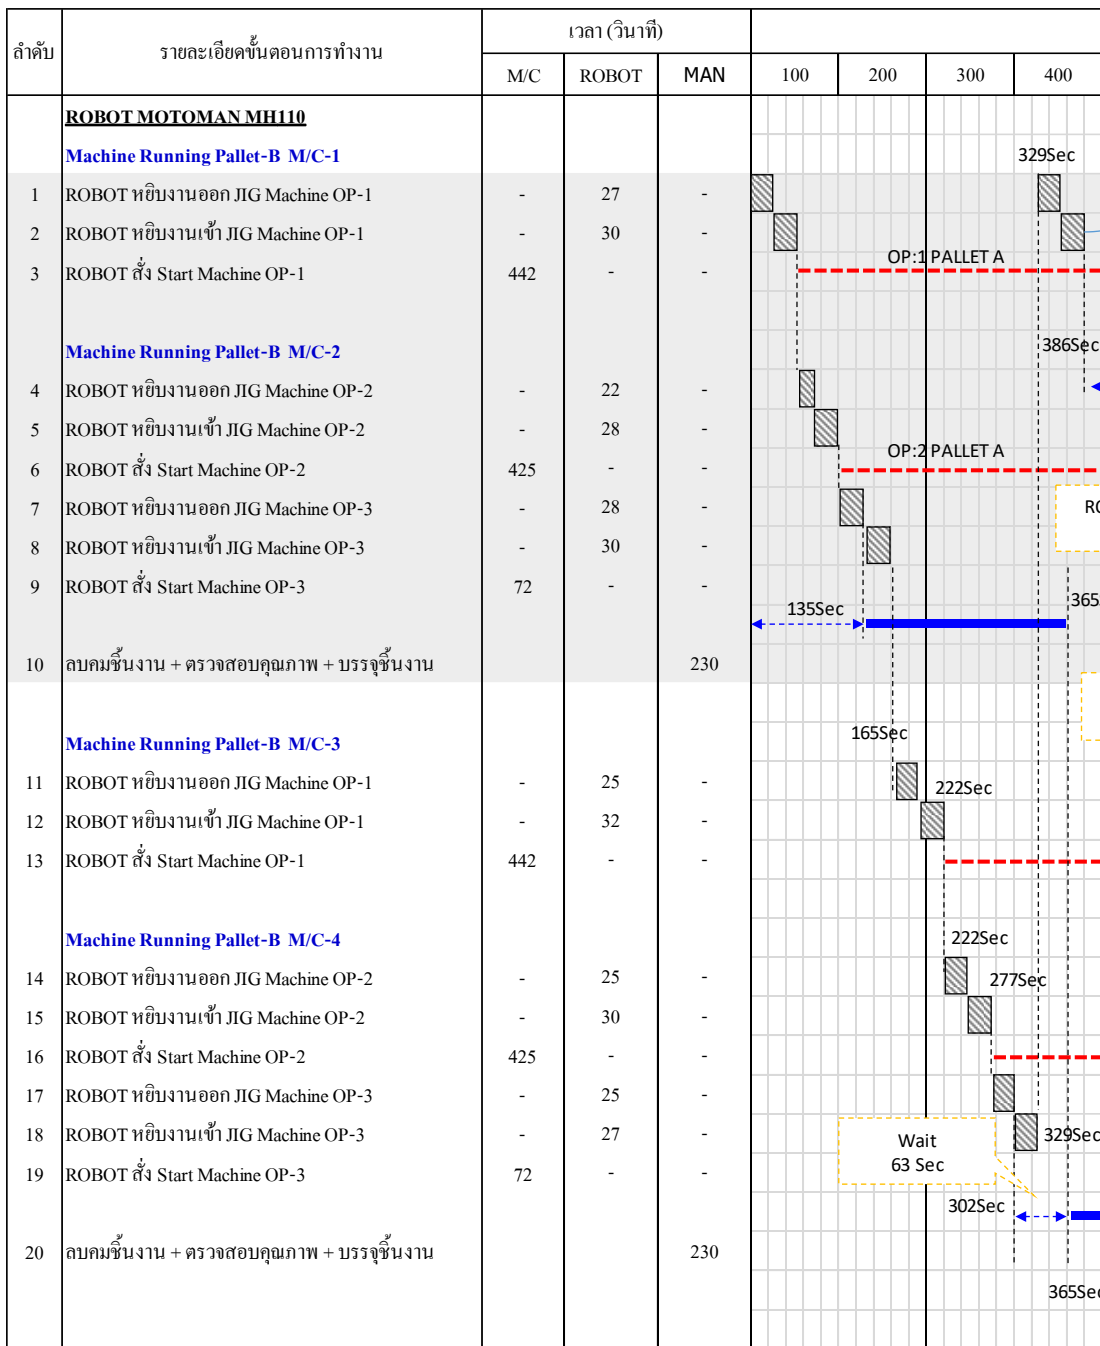 ลำดับ รายละเอียดขั้นตอนการทำงาน เวลา (วินาที)
M/C ROBOT MAN 100 200 300 400
ROBOT MOTOMAN MH110
Machine Running Pallet-B M/C-1 329Sec
1 ROBOT หยิบงานออก JIG Machine OP-1 - 27 -
2 ROBOT หยิบงานเข้า JIG Machine OP-1 - 30 -
OP:1 PALLET A
3 ROBOT สั่ง Start Machine OP-1 442 - -
Machine Running Pallet-B M/C-2 386Sec
4 ROBOT หยิบงานออก JIG Machine OP-2 - 22 -
5 ROBOT หยิบงานเข้า JIG Machine OP-2 - 28 -
OP:2 PALLET A
6 ROBOT สั่ง Start Machine OP-2 425 - -
7 ROBOT หยิบงานออก JIG Machine OP-3 - 28 -
8 ROBOT หยิบงานเข้า JIG Machine OP-3 - 30 -
9 ROBOT สั่ง Start Machine OP-3 72 - -
135Sec 365
10 ลบคมชิ้นงาน + ตรวจสอบคุณภาพ + บรรจุชิ้นงาน 230
165Sec
Machine Running Pallet-B M/C-3
11 ROBOT หยิบงานออก JIG Machine OP-1 - 25 - 222Sec
12 ROBOT หยิบงานเข้า JIG Machine OP-1 - 32 -
13 ROBOT สั่ง Start Machine OP-1 442 - -
Machine Running Pallet-B M/C-4 222Sec
14 ROBOT หยิบงานออก JIG Machine OP-2 - 25 - 277Sec
15 ROBOT หยิบงานเข้า JIG Machine OP-2 - 30 -
16 ROBOT สั่ง Start Machine OP-2 425 - -
17 ROBOT หยิบงานออก JIG Machine OP-3 - 25 -
18 ROBOT หยิบงานเข้า JIG Machine OP-3 - 27 - Wait 329Sec
63 Sec
19 ROBOT สั่ง Start Machine OP-3 72 - -
302Sec
20 ลบคมชิ้นงาน + ตรวจสอบคุณภาพ + บรรจุชิ้นงาน 230
365Sec